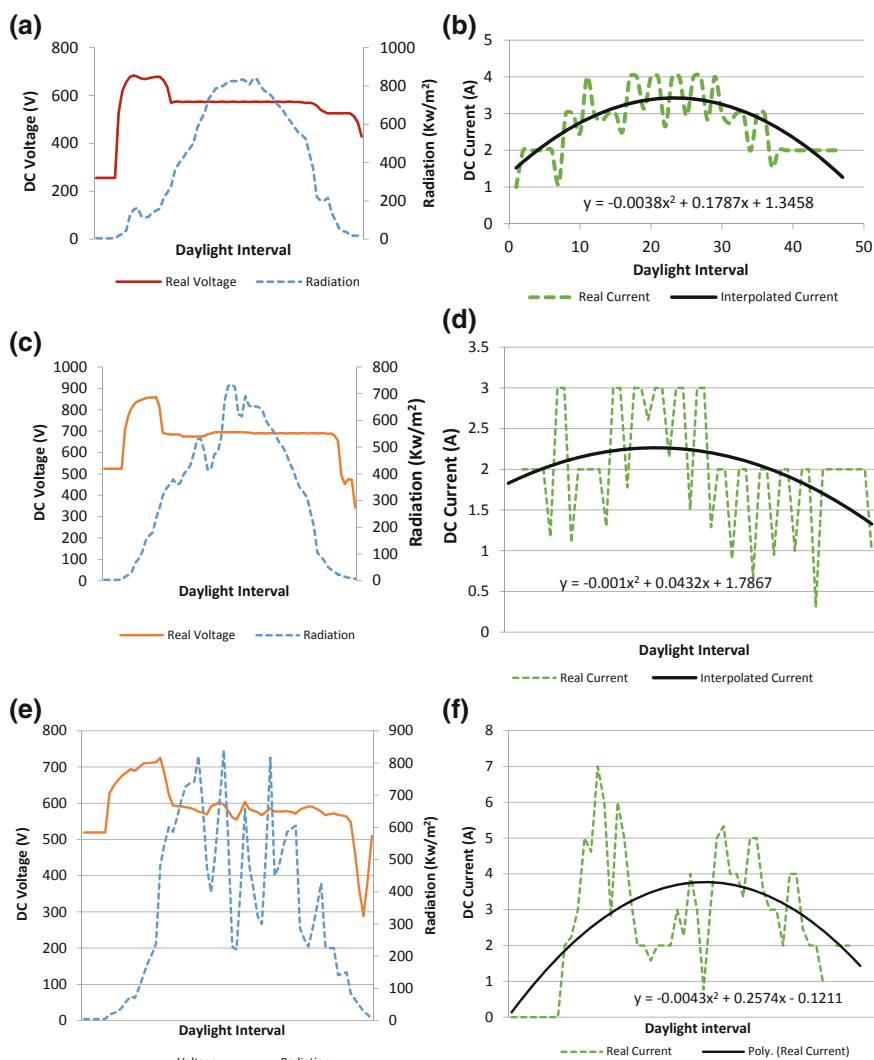 (a)
800
600
400
200
0
DC Voltage (V)
1000
800
600
400
200
0
Radiation (Kw/m²)
Daylight Interval
Real Voltage
Radiation
(b)
5
4
3
2
1
0
DC Current (A)
y = -0.0038x² + 0.1787x + 1.3458
0 10 20 30 40 50
Daylight Interval
Real Current
Interpolated Current
(c)
1000
900
800
700
600
500
400
300
200
100
0
DC Voltage (V)
800
700
600
500
400
300
200
100
0
Radiation (Kw/m²)
Daylight Interval
Real Voltage
Radiation
(d)
3.5
3
2.5
2
1.5
1
0.5
0
DC Current (A)
y = -0.001x² + 0.0432x + 1.7867
Daylight Interval
Real Current
Interpolated Current
(e)
800
700
600
500
400
300
200
100
0
DC Voltage (V)
900
800
700
600
500
400
300
200
100
0
Radiation (Kw/m²)
Daylight Interval
(f)
8
7
6
5
4
3
2
1
0
DC Current (A)
y = -0.0043x² + 0.2574x - 0.1211
Daylight interval
Real Current
Poly. (Real Current)